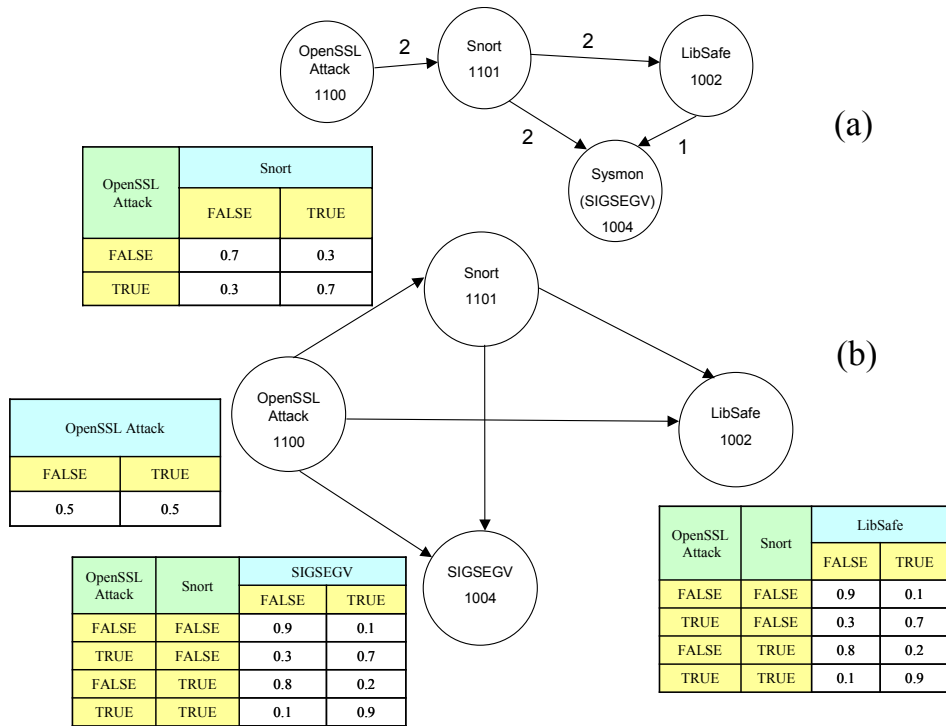 OpenSSL
Attack
1100
2
Snort
1101
2
LibSafe
1002
2
1
Sysmon
(SIGSEGV)
1004
(a)
OpenSSL
Attack
Snort
FALSE TRUE
FALSE 0.7 0.3
TRUE 0.3 0.7
Snort
1101
(b)
OpenSSL
Attack
1100
LibSafe
1002
OpenSSL Attack
FALSE TRUE
0.5 0.5
SIGSEGV
1004
OpenSSL
Attack
Snort
SIGSEGV
FALSE TRUE
FALSE FALSE 0.9 0.1
TRUE FALSE 0.3 0.7
FALSE TRUE 0.8 0.2
TRUE TRUE 0.1 0.9
OpenSSL
Attack
Snort
LibSafe
FALSE TRUE
FALSE FALSE 0.9 0.1
TRUE FALSE 0.3 0.7
FALSE TRUE 0.8 0.2
TRUE TRUE 0.1 0.9